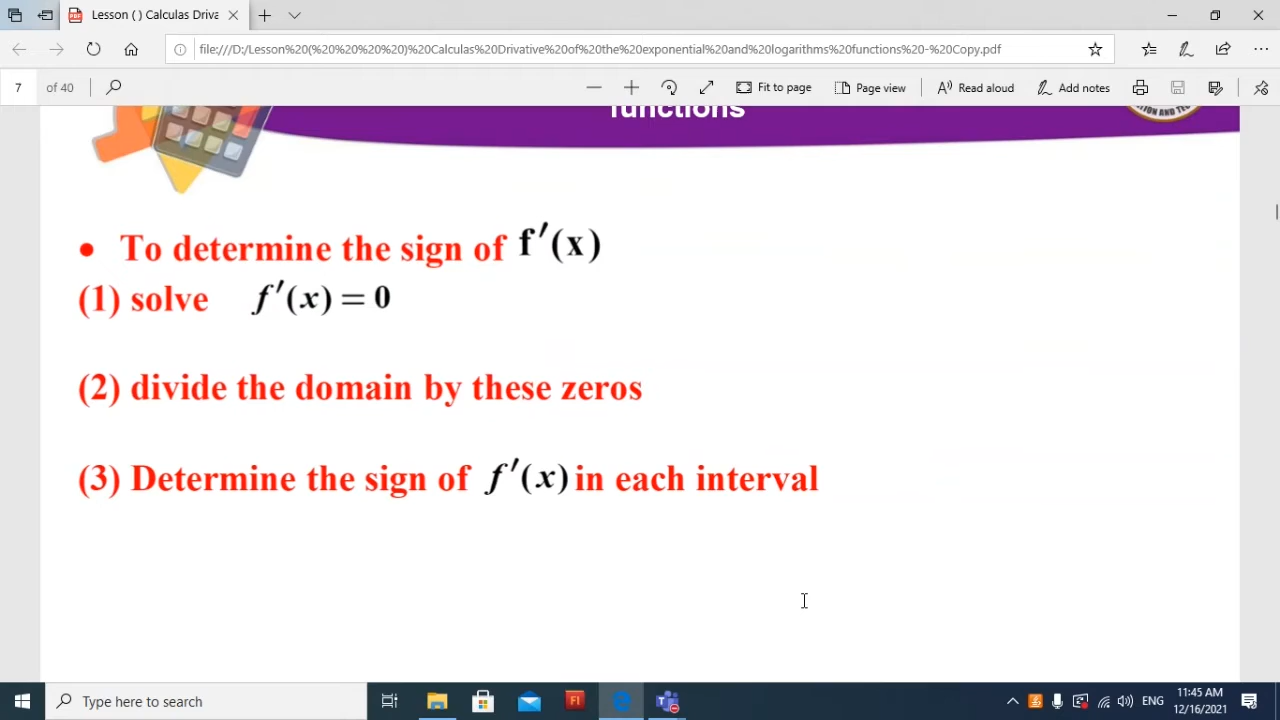 Lesson ( ) Calculas Driva
file:///D:/Lesson%20(%20%20%20%20)%20Calculas%20Drivative%20of%20the%20exponential%20and%20logarithms%20functions%20-%20Copy.pdf
7 of 40
Fit to page
Page view
Read aloud
Add notes
functions
ION AND TE
• To determine the sign of f′(x)
(1) solve f′(x) = 0
(2) divide the domain by these zeros
(3) Determine the sign of f′(x) in each interval
Type here to search
ENG
11:45 AM
12/16/2021